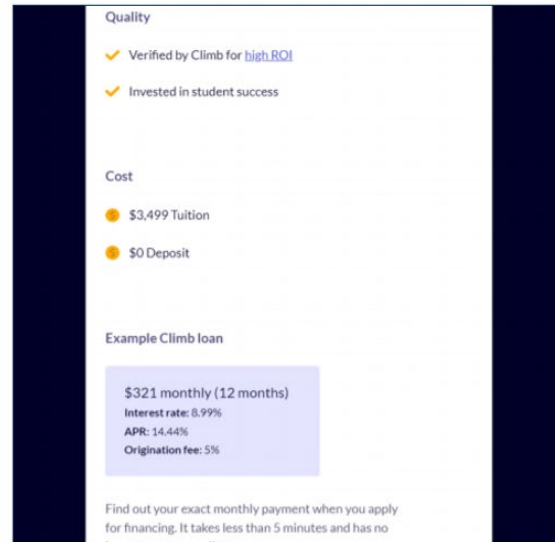 Quality
Verified by Climb for high ROI
Invested in student success
Cost
$3,499 Tuition
$0 Deposit
Example Climb loan
$321 monthly (12 months)
Interest rate: 8.99%
APR: 14.44%
Origination fee: 5%
Find out your exact monthly payment when you apply
for financing. It takes less than 5 minutes and has no